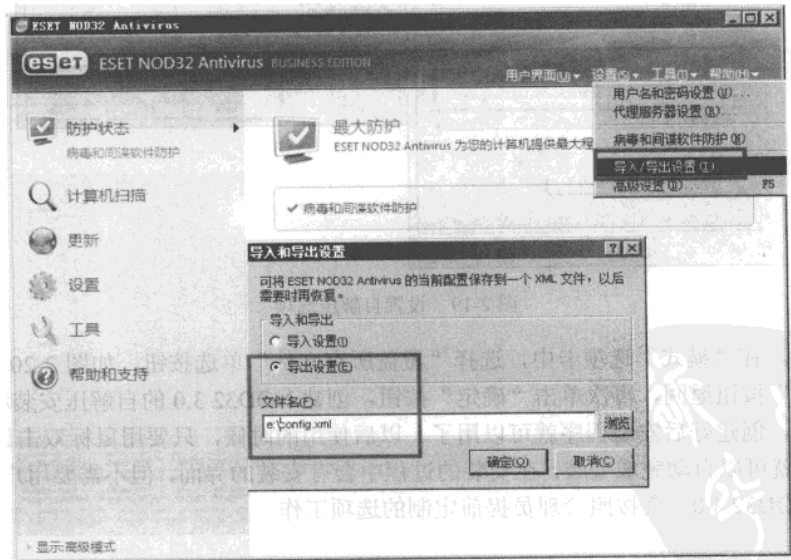 ESET NOD32 Antivirus
eseT ESET NOD32 Antivirus BUSINESS EDITION
用户界面(U) 设置(S) 工具(T) 帮助(H)
用户名和密码设置(U)...
代理服务器设置(R)...
病毒和间谍软件防护(V)
导入/导出设置(I)...
高级设置(D)... F5
防护状态
病毒和间谍软件防护
计算机扫描
更新
设置
工具
帮助和支持
最大防护
ESET NOD32 Antivirus 为您的计算机提供最大程
病毒和间谍软件防护
导入和导出设置
可将 ESET NOD32 Antivirus 的当前配置保存到一个 XML 文件，以后
需要时再恢复。
导入和导出
导入设置(I)
导出设置(E)
文件名(F):
e:\config.xml
浏览
确定(O) 取消(C)
显示:高级模式